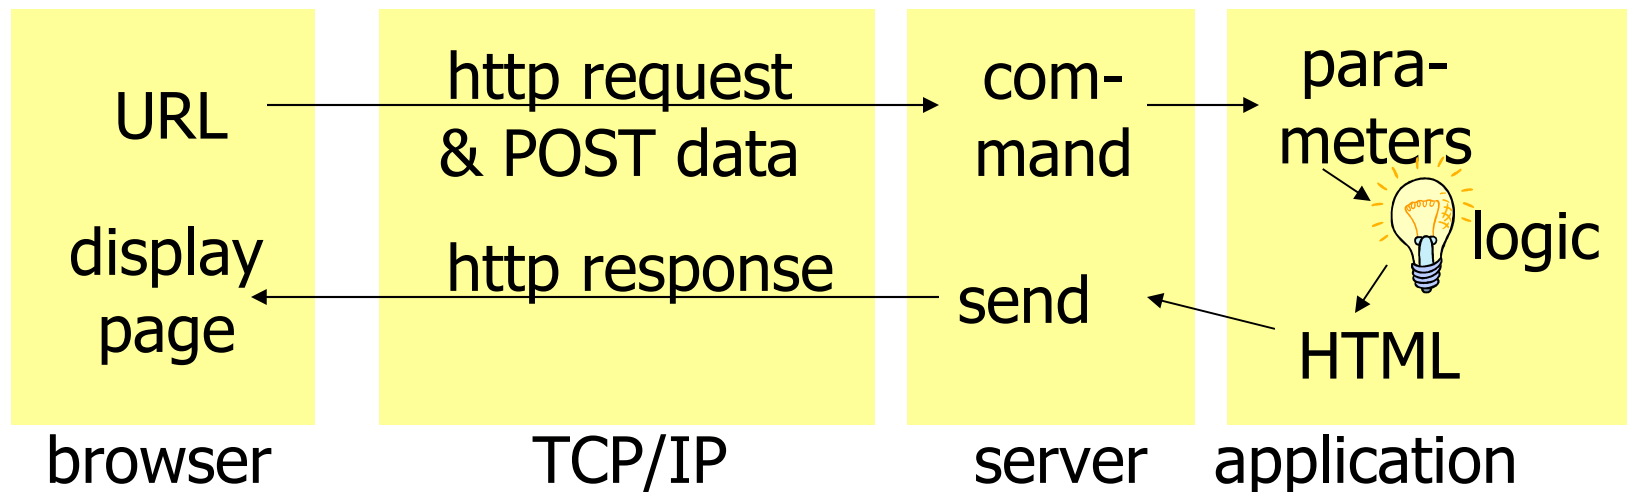 URL
display
page
browser
http request
& POST data
http response
TCP/IP
com-
mand
send
server
para-
meters
logic
HTML
application